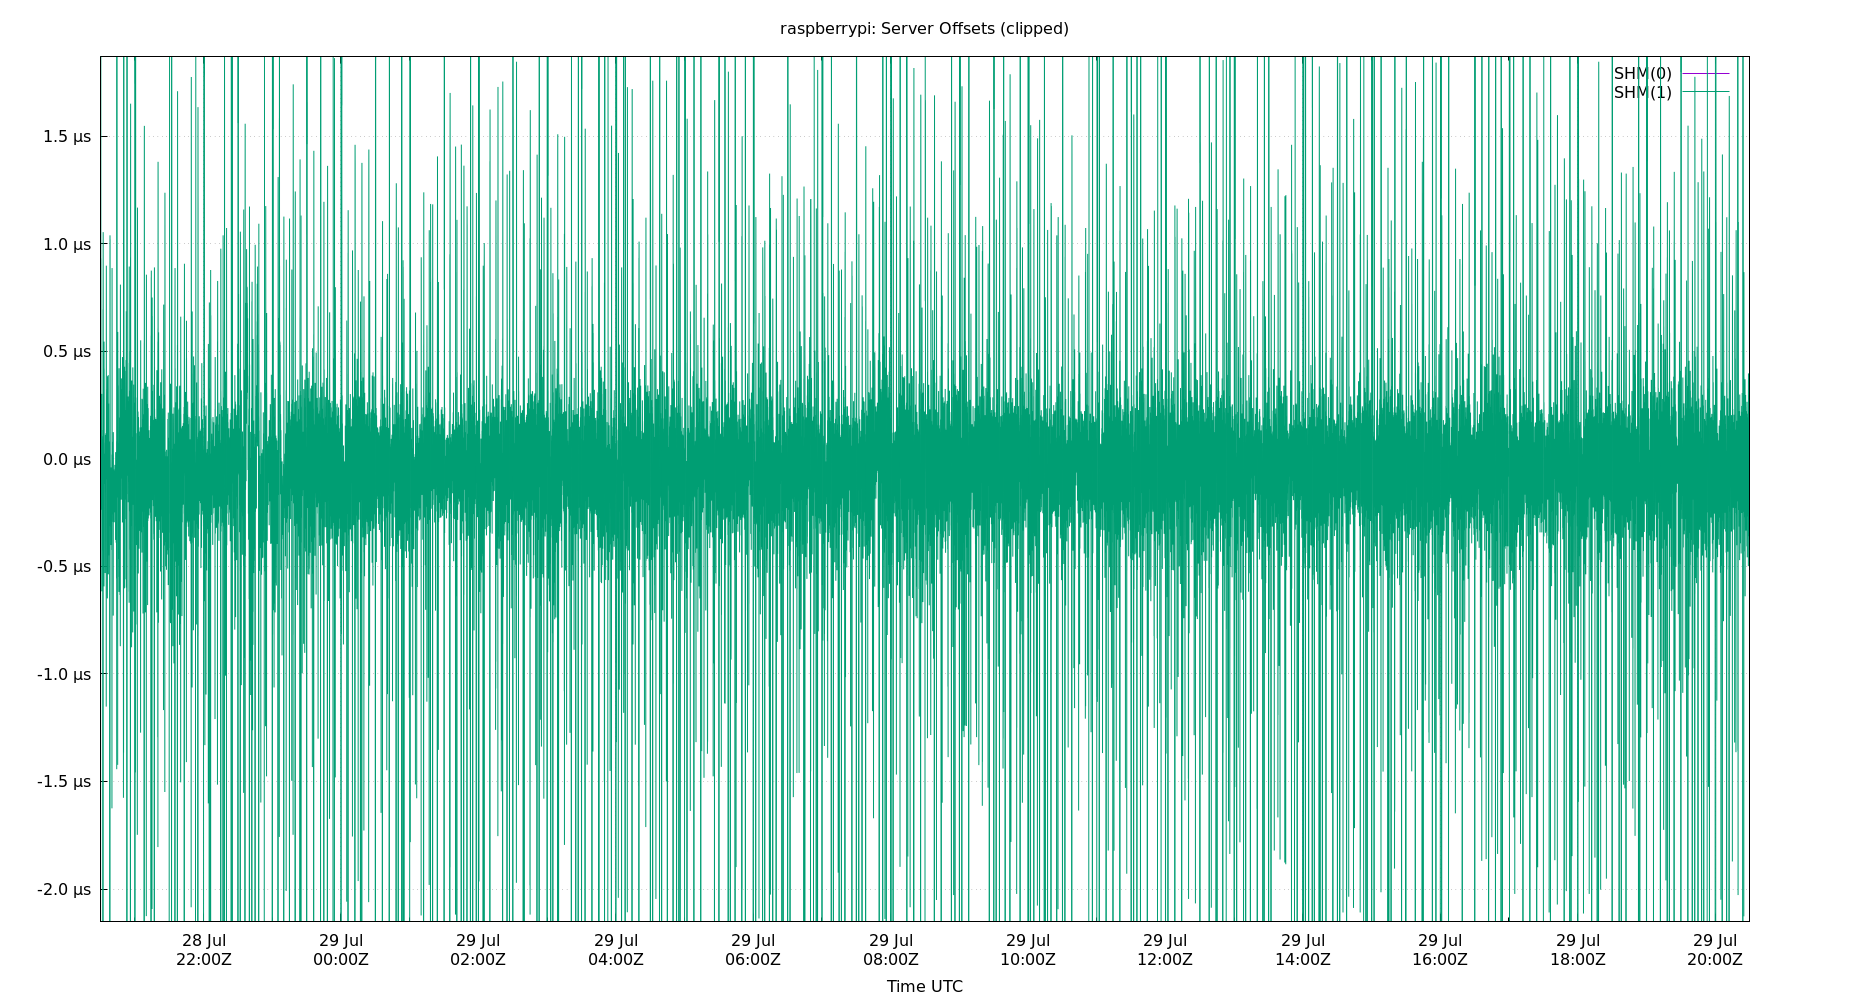 raspberrypi: Server Offsets (clipped)
SHM(0)
SHM(1)
1.5 µs
1.0 µs
0.5 µs
0.0 µs
-0.5 µs
-1.0 µs
-1.5 µs
-2.0 µs
28 Jul 29 Jul 29 Jul 29 Jul 29 Jul 29 Jul 29 Jul 29 Jul 29 Jul 29 Jul 29 Jul 29 Jul
22:00Z 00:00Z 02:00Z 04:00Z 06:00Z 08:00Z 10:00Z 12:00Z 14:00Z 16:00Z 18:00Z 20:00Z
Time UTC